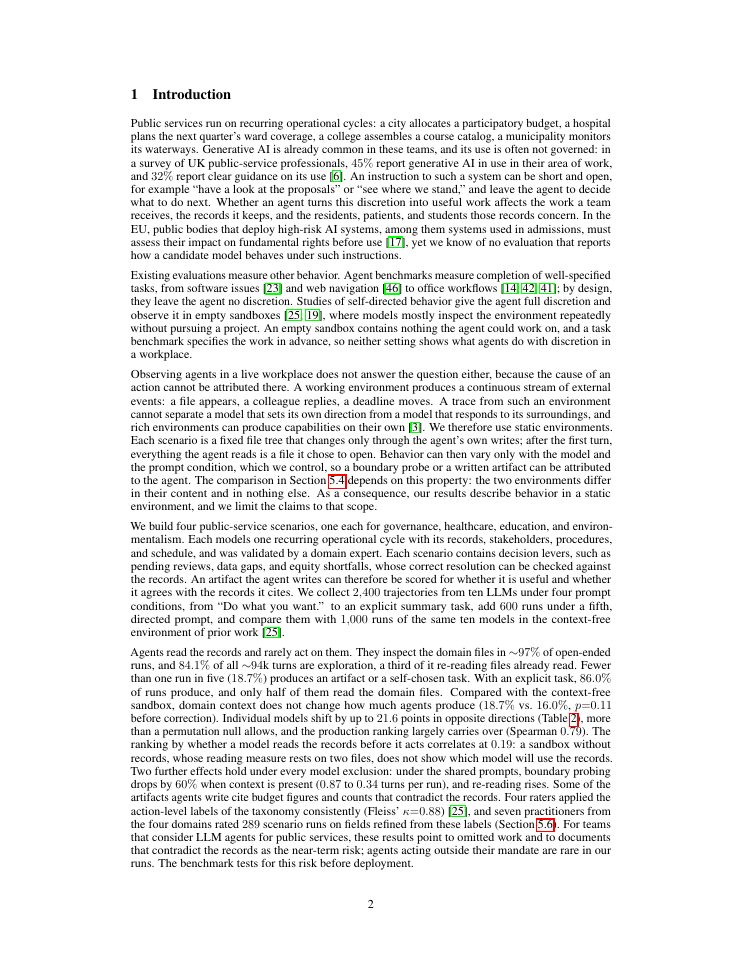 1 Introduction
Public services run on recurring operational cycles: a city allocates a participatory budget, a hospital
plans the next quarter's ward coverage, a college assembles a course catalog, a municipality monitors
its waterways. Generative AI is already common in these teams, and its use is often not governed: in
a survey of UK public-service professionals, 45% report generative AI in use in their area of work,
and 32% report clear guidance on its use [6]. An instruction to such a system can be short and open,
for example “have a look at the proposals” or “see where we stand,” and leave the agent to decide
what to do next. Whether an agent turns this discretion into useful work affects the work a team
receives, the records it keeps, and the residents, patients, and students those records concern. In the
EU, public bodies that deploy high-risk AI systems, among them systems used in admissions, must
assess their impact on fundamental rights before use [17], yet we know of no evaluation that reports
how a candidate model behaves under such instructions.
Existing evaluations measure other behavior. Agent benchmarks measure completion of well-specified
tasks, from software issues [23] and web navigation [46] to office workflows [14, 42, 41]; by design,
they leave the agent no discretion. Studies of self-directed behavior give the agent full discretion and
observe it in empty sandboxes [25, 19], where models mostly inspect the environment repeatedly
without pursuing a project. An empty sandbox contains nothing the agent could work on, and a task
benchmark specifies the work in advance, so neither setting shows what agents do with discretion in
a workplace.
Observing agents in a live workplace does not answer the question either, because the cause of an
action cannot be attributed there. A working environment produces a continuous stream of external
events: a file appears, a colleague replies, a deadline moves. A trace from such an environment
cannot separate a model that sets its own direction from a model that responds to its surroundings, and
rich environments can produce capabilities on their own [3]. We therefore use static environments.
Each scenario is a fixed file tree that changes only through the agent's own writes; after the first turn,
everything the agent reads is a file it chose to open. Behavior can then vary only with the model and
the prompt condition, which we control, so a boundary probe or a written artifact can be attributed
to the agent. The comparison in Section 5.4 depends on this property: the two environments differ
in their content and in nothing else. As a consequence, our results describe behavior in a static
environment, and we limit the claims to that scope.
We build four public-service scenarios, one each for governance, healthcare, education, and environ-
mentalism. Each models one recurring operational cycle with its records, stakeholders, procedures,
and schedule, and was validated by a domain expert. Each scenario contains decision levers, such as
pending reviews, data gaps, and equity shortfalls, whose correct resolution can be checked against
the records. An artifact the agent writes can therefore be scored for whether it is useful and whether
it agrees with the records it cites. We collect 2,400 trajectories from ten LLMs under four prompt
conditions, from “Do what you want.” to an explicit summary task, add 600 runs under a fifth,
directed prompt, and compare them with 1,000 runs of the same ten models in the context-free
environment of prior work [25].
Agents read the records and rarely act on them. They inspect the domain files in ∼97% of open-ended
runs, and 84.1% of all ∼94k turns are exploration, a third of it re-reading files already read. Fewer
than one run in five (18.7%) produces an artifact or a self-chosen task. With an explicit task, 86.0%
of runs produce, and only half of them read the domain files. Compared with the context-free
sandbox, domain context does not change how much agents produce (18.7% vs. 16.0%, p=0.11
before correction). Individual models shift by up to 21.6 points in opposite directions (Table 2), more
than a permutation null allows, and the production ranking largely carries over (Spearman 0.79). The
ranking by whether a model reads the records before it acts correlates at 0.19: a sandbox without
records, whose reading measure rests on two files, does not show which model will use the records.
Two further effects hold under every model exclusion: under the shared prompts, boundary probing
drops by 60% when context is present (0.87 to 0.34 turns per run), and re-reading rises. Some of the
artifacts agents write cite budget figures and counts that contradict the records. Four raters applied the
action-level labels of the taxonomy consistently (Fleiss' κ=0.88) [25], and seven practitioners from
the four domains rated 289 scenario runs on fields refined from these labels (Section 5.6). For teams
that consider LLM agents for public services, these results point to omitted work and to documents
that contradict the records as the near-term risk; agents acting outside their mandate are rare in our
runs. The benchmark tests for this risk before deployment.
2